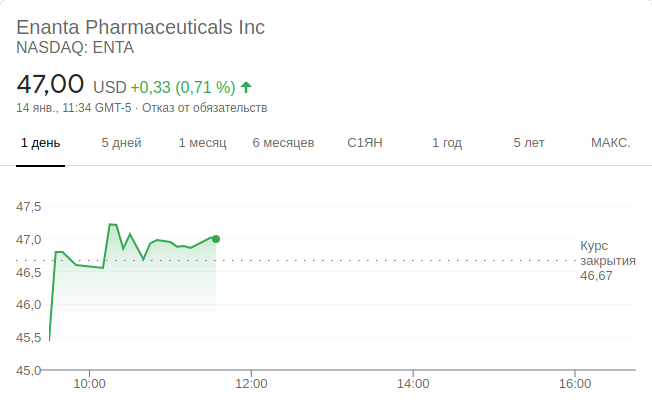 Enanta Pharmaceuticals Inc
NASDAQ: ENTA
47,00 USD +0,33 (0,71 %)
14 янв., 11:34 GMT-5 · Отказ от обязательств
1 день 5 дней 1 месяц 6 месяцев С1ЯН 1 год 5 лет МАКС.
47,5
47,0
46,5
46,0
45,5
45,0
Курс
закрытия
46,67
10:00 12:00 14:00 16:00